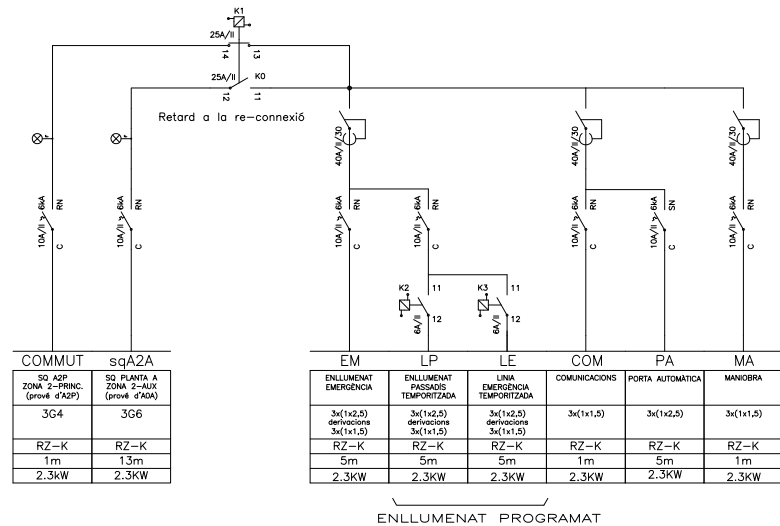 K1
25A/II
14
13
25A/II
K0
12
11
Retard a la re-connexió
40A/II/30
40A/II/30
40A/II/30
10A/II 6kA RN C
10A/II 6kA RN C
10A/II 6kA RN C
10A/II 6kA RN C
10A/II 6kA RN C
10A/II 6kA SN C
10A/II 6kA RN C
K2
11
6A/II
12
K3
11
6A/II
12
COMMUT sqA2A EM LP LE COM PA MA
SQ A2P
ZONA 2-PRINC.
(prové d'A2P)
SQ PLANTA A
ZONA 2-AUX
(prové d'A0A)
ENLLUMENAT
EMERGÈNCIA
ENLLUMENAT
PASSADÍS
TEMPORITZADA
LINIA
EMERGÈNCIA
TEMPORITZADA
COMUNICACIONS
PORTA AUTOMÀTICA
MANIOBRA
3G4
3G6
3x(1x2,5)
derivacions
3x(1x1,5)
3x(1x2,5)
derivacions
3x(1x1,5)
3x(1x2,5)
derivacions
3x(1x1,5)
3x(1x1,5)
3x(1x2,5)
3x(1x1,5)
RZ-K RZ-K RZ-K RZ-K RZ-K RZ-K RZ-K RZ-K
1m 13m 5m 5m 5m 1m 5m 1m
2.3kW 2.3KW 2.3KW 2.3KW 2.3KW 2.3KW 2.3KW 2.3KW
ENLLUMENAT PROGRAMAT